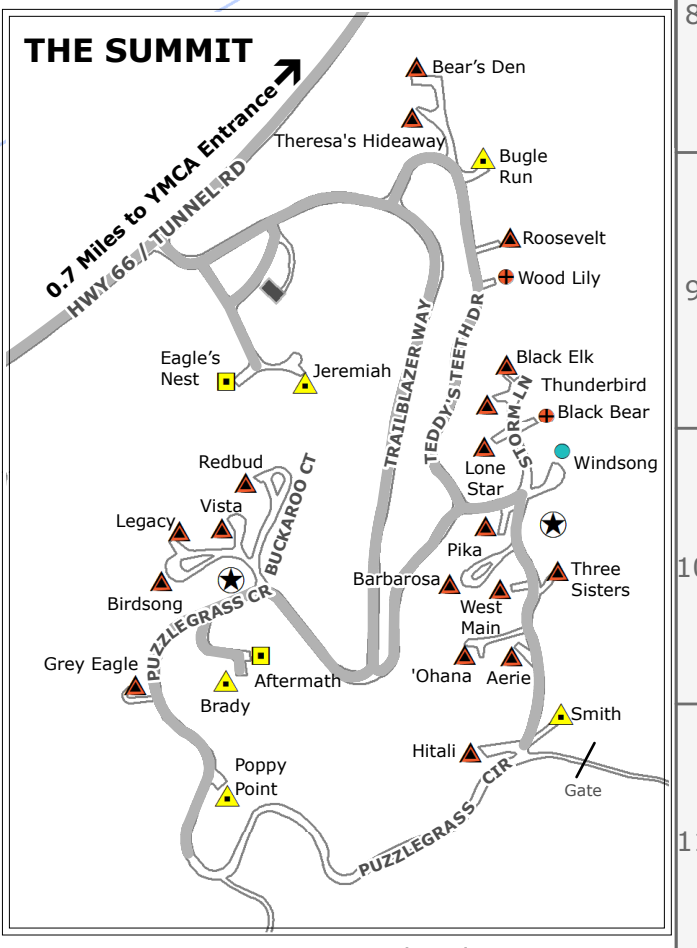 THE SUMMIT
0.7 Miles to YMCA Entrance
HWY 66 / TUNNEL RD
Bear's Den
Theresa's Hideaway
Bugle
Run
Roosevelt
Wood Lily
TRAILBLAZER WAY
TEDDY'S TEETH DR
Eagle's
Nest
Jeremiah
Black Elk
Thunderbird
Black Bear
STORM LN
Lone
Star
Windsong
Redbud
Vista
Legacy
BUCKAROO CT
Birdsong
PUZZLEGRASS CR
Pika
Barbarosa
West
Main
Three
Sisters
Grey Eagle
Aftermath
Brady
'Ohana
Aerie
Smith
Hitali
Poppy
Point
PUZZLEGRASS CIR
Gate
8
9
10